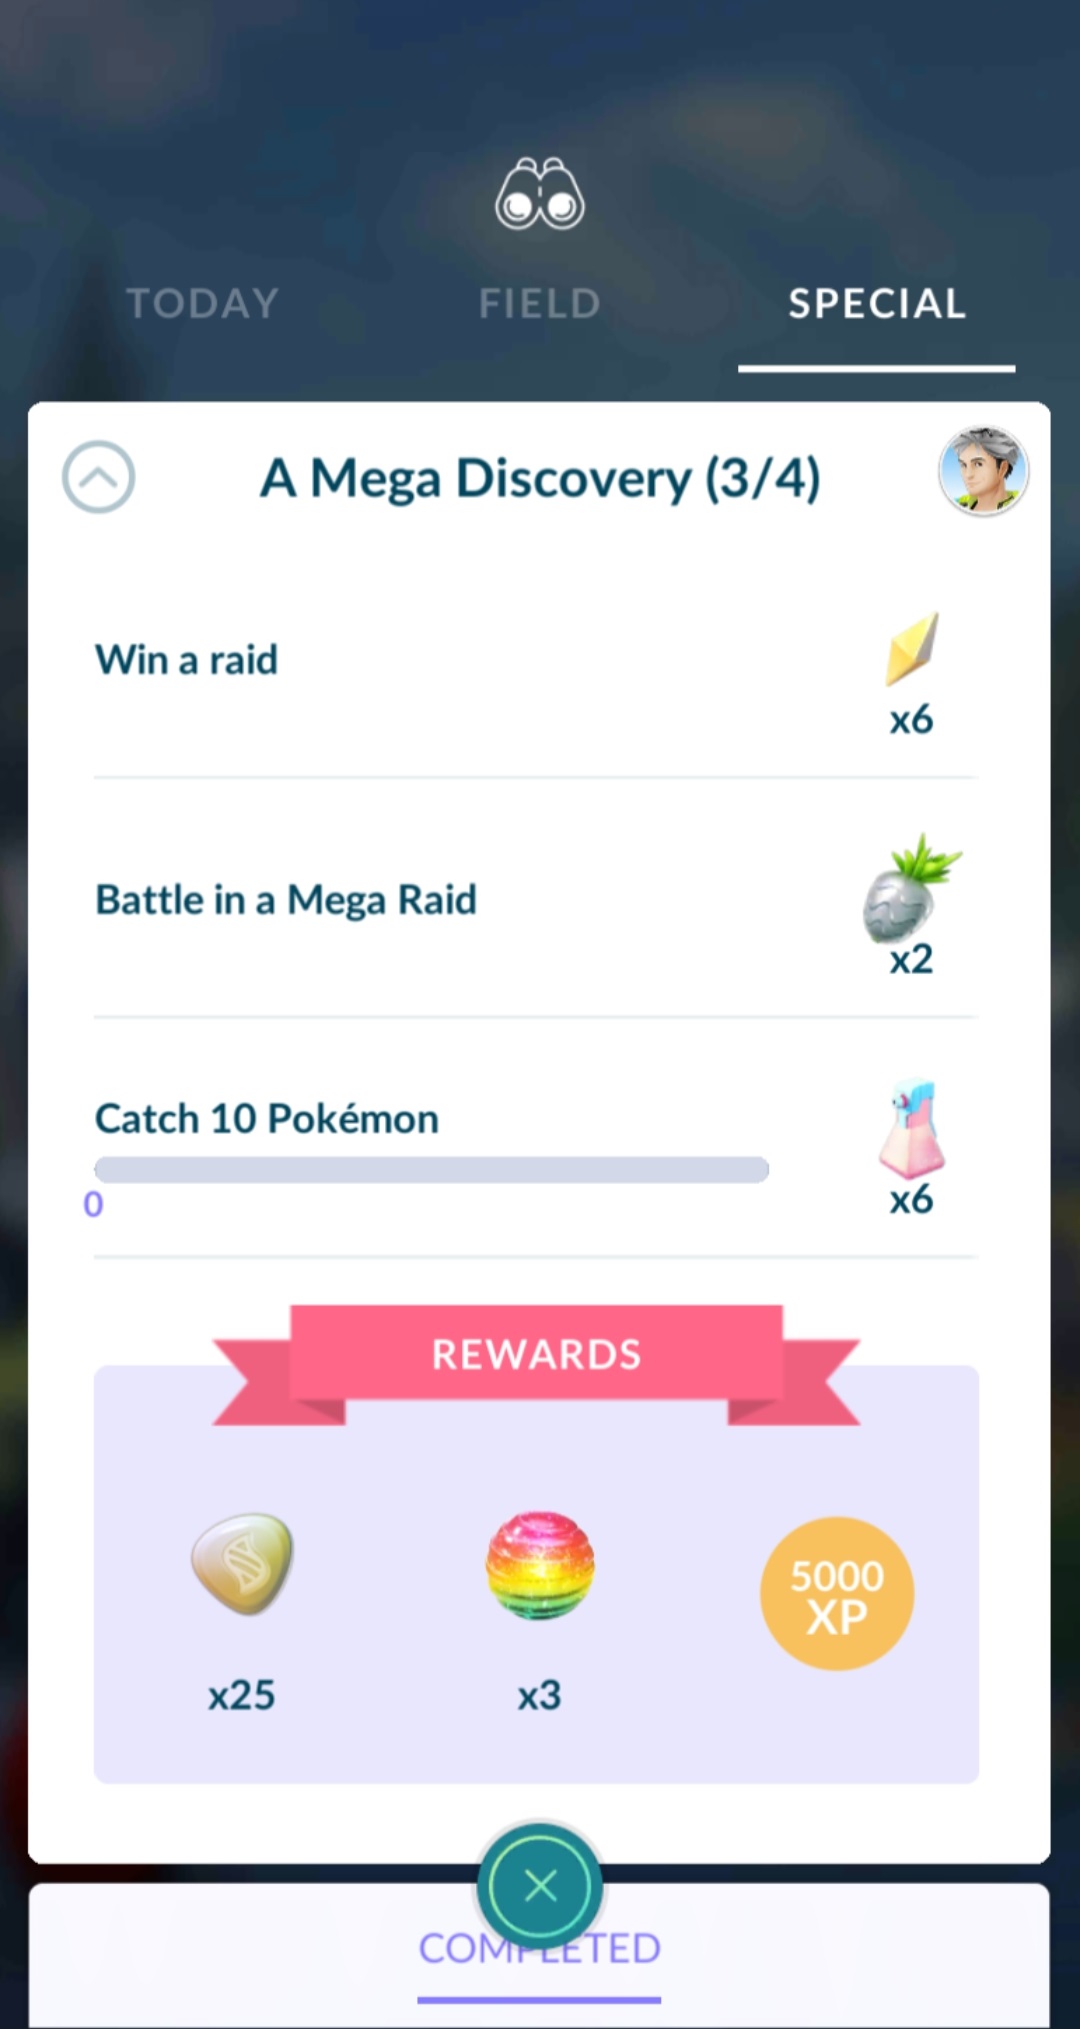 TODAY
FIELD
SPECIAL
A Mega Discovery (3/4)
Win a raid
x6
Battle in a Mega Raid
x2
Catch 10 Pokémon
0
x6
REWARDS
5000
XP
x25
x3
COMPLETED